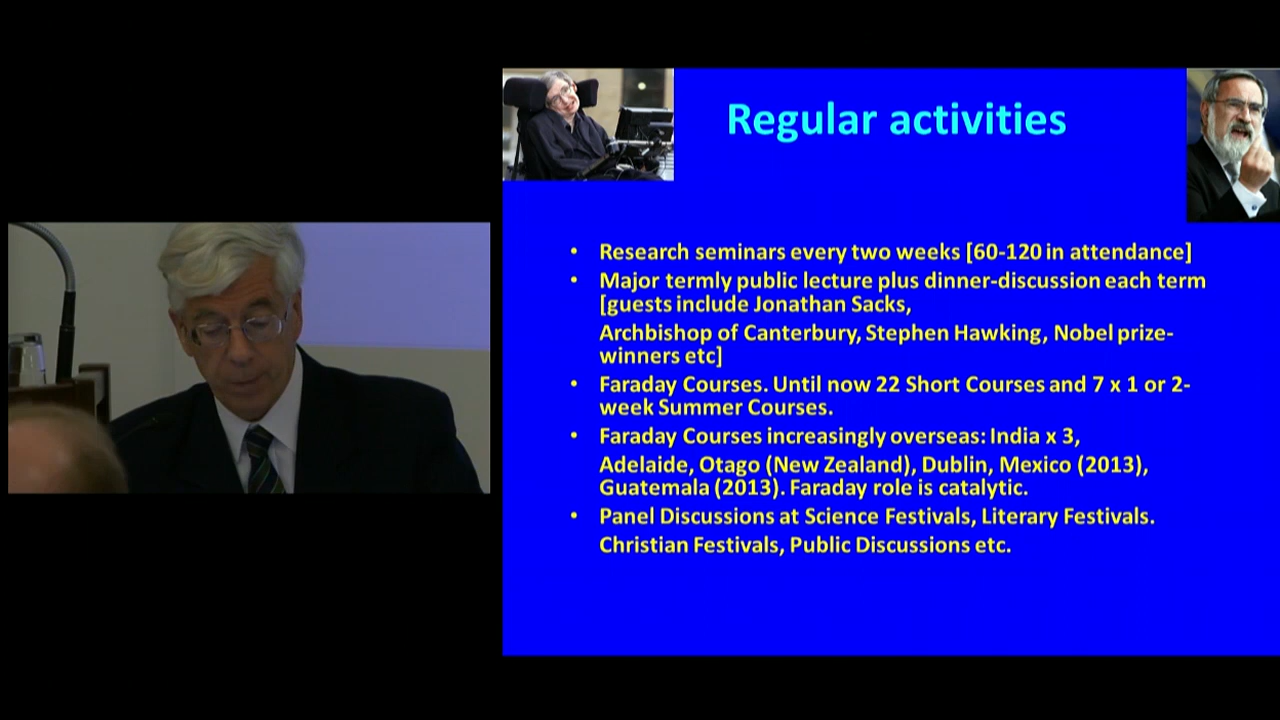 Regular activities
• Research seminars every two weeks [60-120 in attendance]
• Major termly public lecture plus dinner-discussion each term
[guests include Jonathan Sacks,
Archbishop of Canterbury, Stephen Hawking, Nobel prize-
winners etc]
• Faraday Courses. Until now 22 Short Courses and 7 x 1 or 2-
week Summer Courses.
• Faraday Courses increasingly overseas: India x 3,
Adelaide, Otago (New Zealand), Dublin, Mexico (2013),
Guatemala (2013). Faraday role is catalytic.
• Panel Discussions at Science Festivals, Literary Festivals.
Christian Festivals, Public Discussions etc.